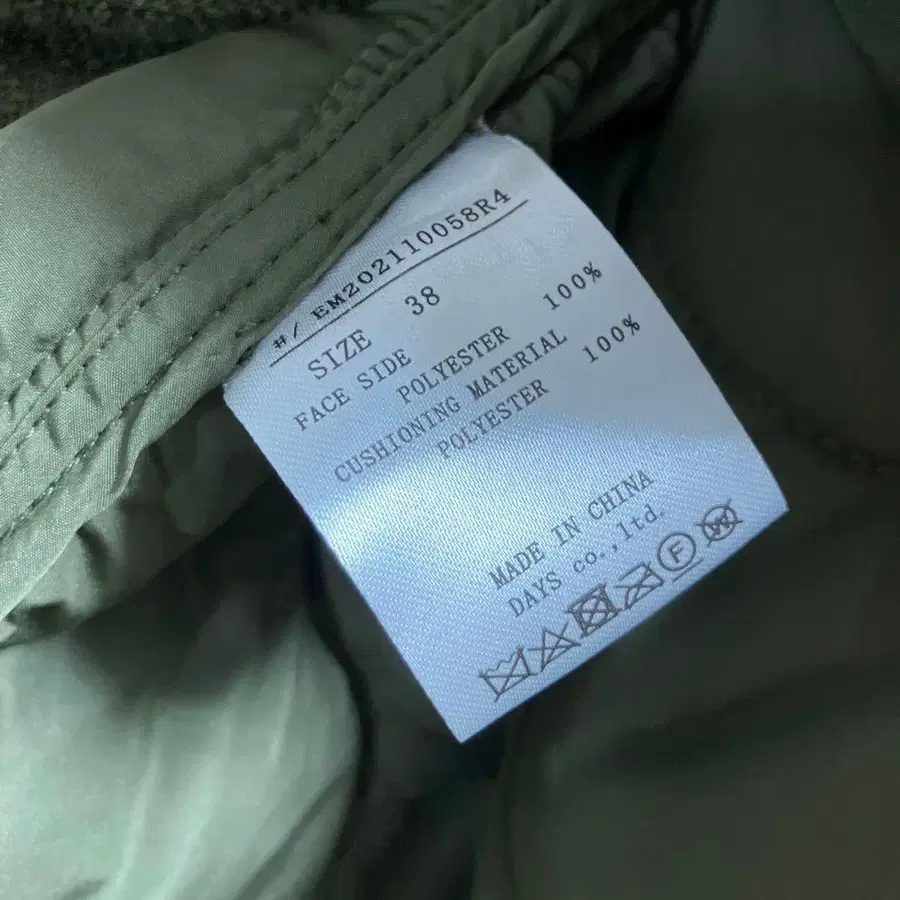 #/ EM202110058R4
SIZE 38
FACE SIDE
POLYESTER 100%
CUSHIONING MATERIAL
POLYESTER 100%
MADE IN CHINA
DAYS co.,ltd.
F W